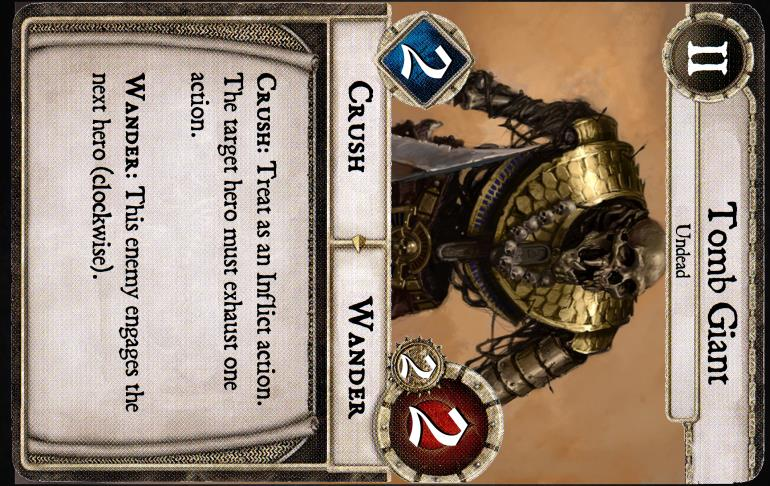 II
Tomb Giant
Undead
2
2
2
CRUSH
WANDER
CRUSH: Treat as an Inflict action.
The target hero must exhaust one
action.
WANDER: This enemy engages the
next hero (clockwise).